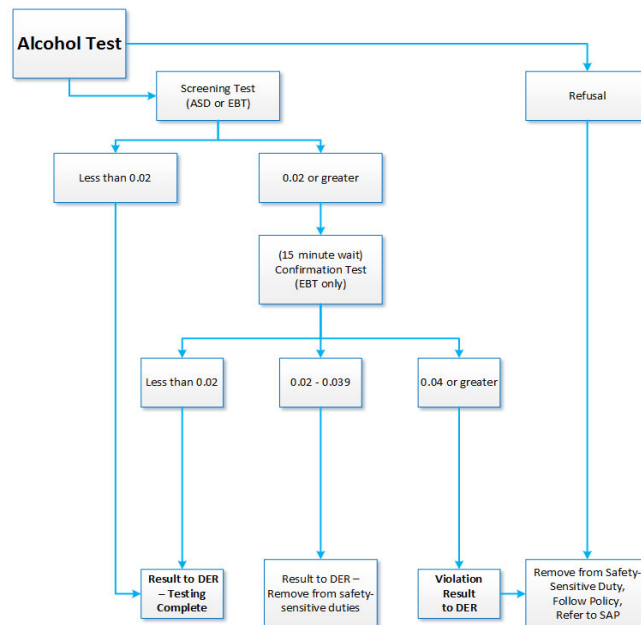 Alcohol Test
Screening Test
(ASD or EBT)
Refusal
Less than 0.02
0.02 or greater
(15 minute wait)
Confirmation Test
(EBT only)
Less than 0.02
0.02 - 0.039
0.04 or greater
Result to DER
– Testing
Complete
Result to DER –
Remove from safety-
sensitive duties
Violation
Result
to DER
Remove from Safety-
Sensitive Duty,
Follow Policy,
Refer to SAP